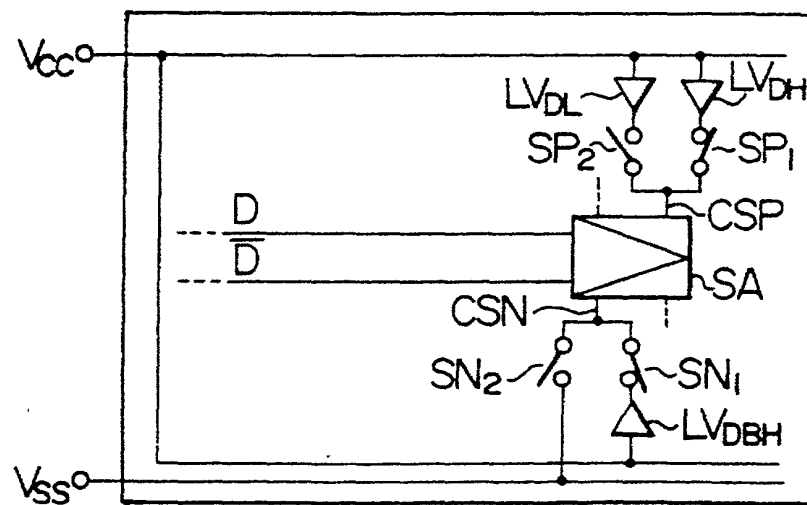 VCC
LVDL
LVDH
SP2
SP1
CSP
D
D̅
SA
CSN
SN2
SN1
LVDBH
VSS